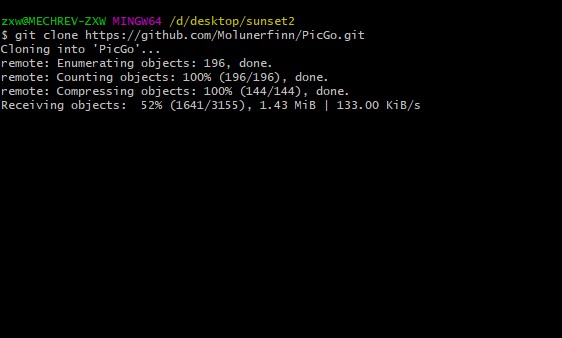 zxw@MECHREV-ZXW MINGW64 /d/desktop/sunset2
$ git clone https://github.com/Molunerfinn/PicGo.git
Cloning into 'PicGo'...
remote: Enumerating objects: 196, done.
remote: Counting objects: 100% (196/196), done.
remote: Compressing objects: 100% (144/144), done.
Receiving objects:  52% (1641/3155), 1.43 MiB | 133.00 KiB/s